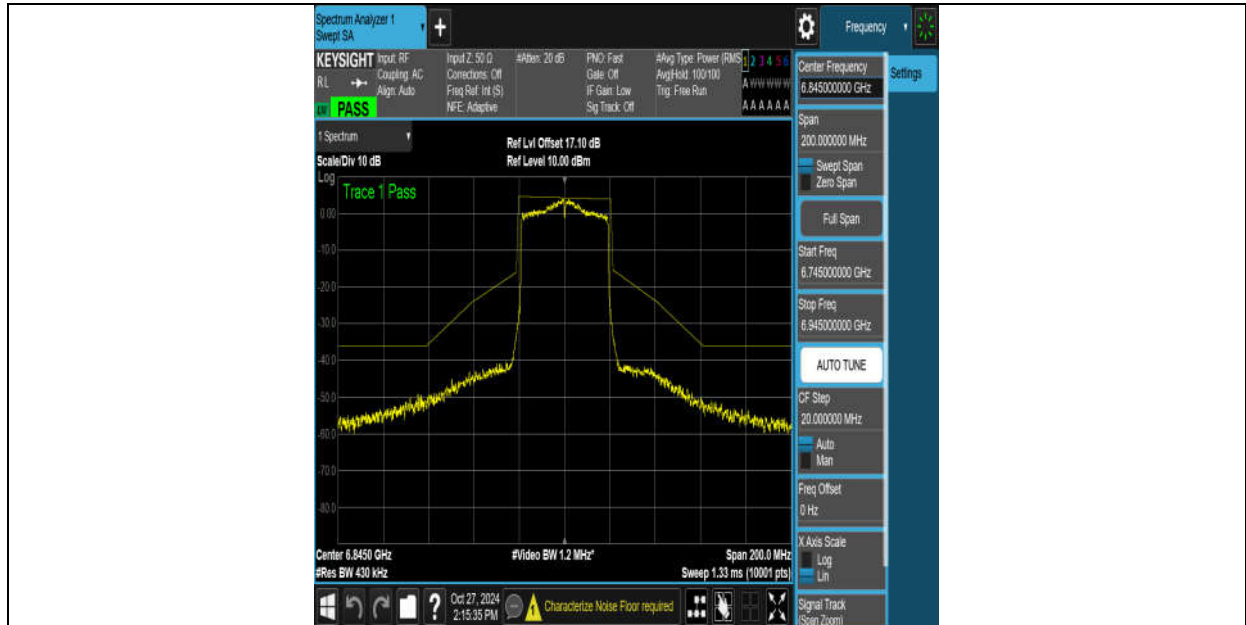 Spectrum Analyzer 1
Swept SA
+
Frequency
KEYSIGHT
RL
PASS
Input: RF
Coupling: AC
Align: Auto
Input Z: 50 Ω
Corrections: Off
Freq Ref: Int (S)
NFE: Adaptive
#Atten: 20 dB
PNO: Fast
Gate: Off
IF Gain: Low
Sig Track: Off
#Avg Type: Power (RMS
Avg|Hold: 100/100
Trig: Free Run
1 2 3 4 5 6
A W W W W W
A A A A A A
Center Frequency
6.845000000 GHz
Settings
Span
200.000000 MHz
Swept Span
Zero Span
Full Span
Start Freq
6.745000000 GHz
Stop Freq
6.945000000 GHz
AUTO TUNE
CF Step
20.000000 MHz
Auto
Man
Freq Offset
0 Hz
X Axis Scale
Log
Lin
Signal Track
(Span Zoom)
1 Spectrum
Scale/Div 10 dB
Ref Lvl Offset 17.10 dB
Ref Level 10.00 dBm
Log
Trace 1 Pass
0.00
-10.0
-20.0
-30.0
-40.0
-50.0
-60.0
-70.0
-80.0
Center 6.8450 GHz
#Res BW 430 kHz
#Video BW 1.2 MHz*
Span 200.0 MHz
Sweep 1.33 ms (10001 pts)
?
Oct 27, 2024
2:15:35 PM
Characterize Noise Floor required